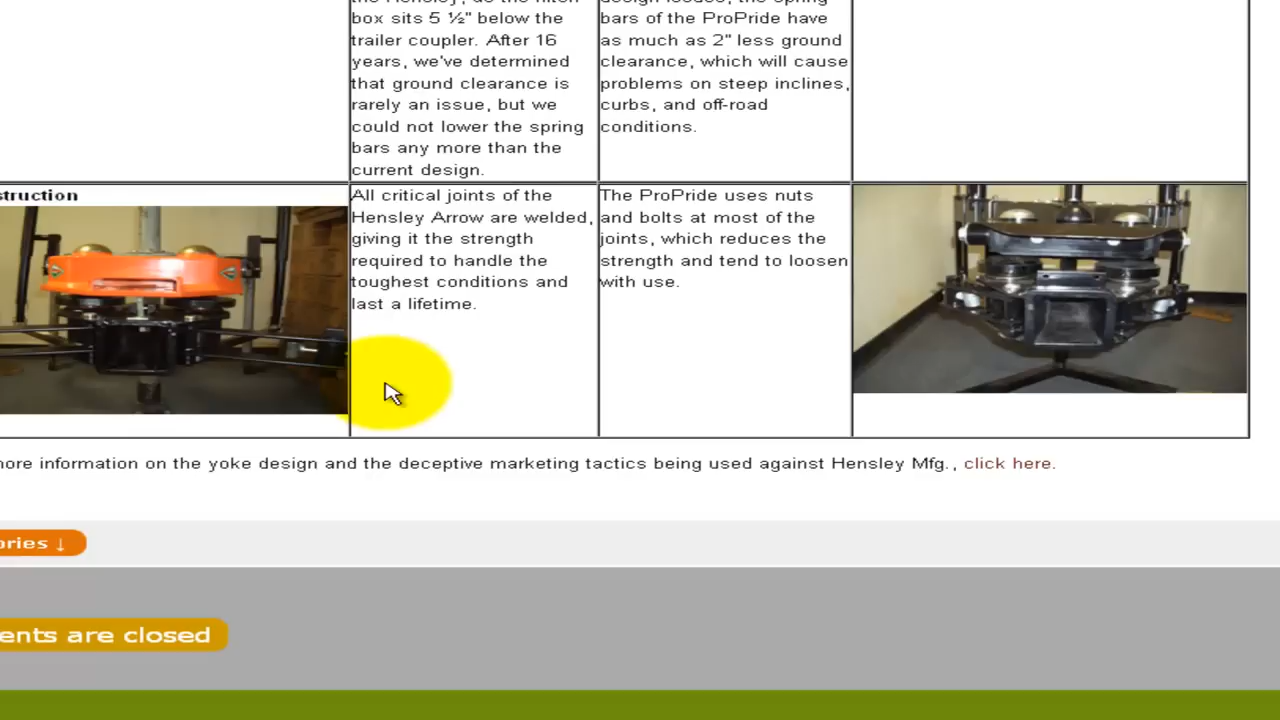 box sits 5 ½" below the
trailer coupler. After 16
years, we've determined
that ground clearance is
rarely an issue, but we
could not lower the spring
bars any more than the
current design.
bars of the ProPride have
as much as 2" less ground
clearance, which will cause
problems on steep inclines,
curbs, and off-road
conditions.
struction
All critical joints of the
Hensley Arrow are welded,
giving it the strength
required to handle the
toughest conditions and
last a lifetime.
The ProPride uses nuts
and bolts at most of the
joints, which reduces the
strength and tend to loosen
with use.
more information on the yoke design and the deceptive marketing tactics being used against Hensley Mfg., click here.
ories ↓
ents are closed